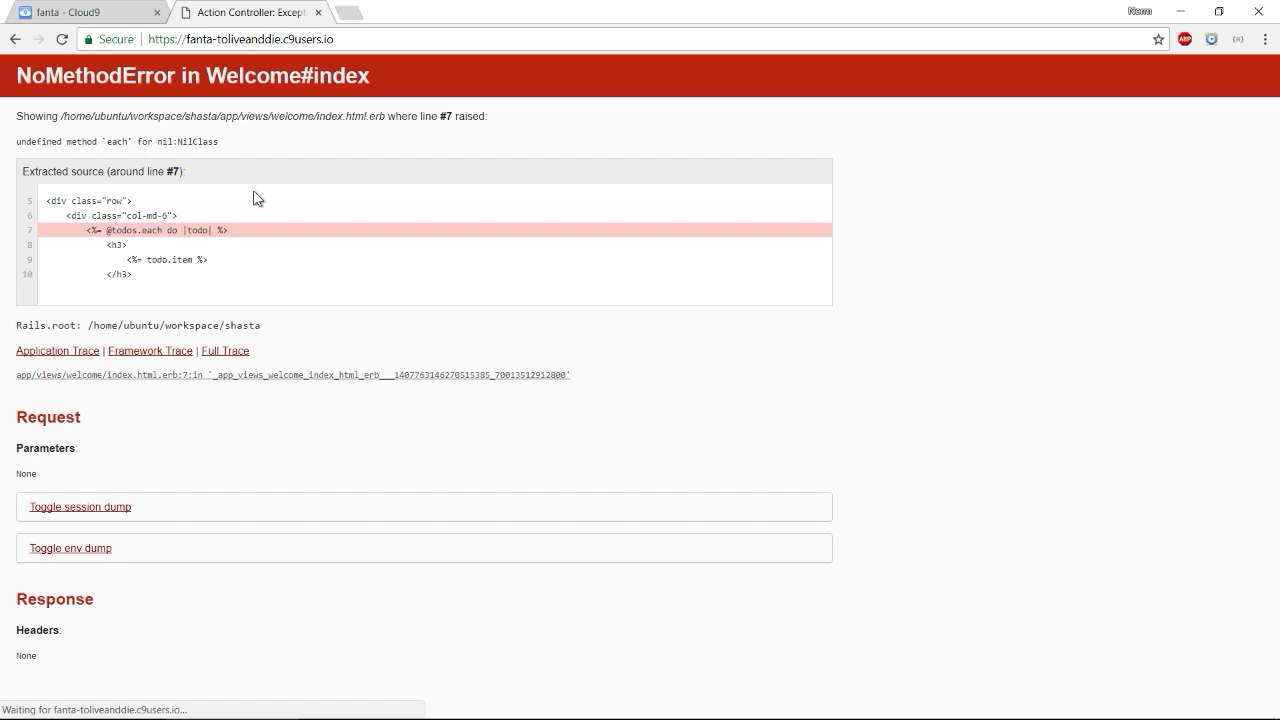 fanta - Cloud9
Action Controller: Except
Norm
Secure
https://fanta-toliveanddie.c9users.io
ABP
NoMethodError in Welcome#index
Showing /home/ubuntu/workspace/shasta/app/views/welcome/index.html.erb where line #7 raised:
undefined method `each' for nil:NilClass
Extracted source (around line #7):
5 <div class="row">
6 <div class="col-md-6">
7 <%= @todos.each do |todo| %>
8 <h3>
9 <%= todo.item %>
10 </h3>
Rails.root: /home/ubuntu/workspace/shasta
Application Trace | Framework Trace | Full Trace
app/views/welcome/index.html.erb:7:in `_app_views_welcome_index_html_erb___1407763146270515385_70013512912800'
Request
Parameters:
None
Toggle session dump
Toggle env dump
Response
Headers:
None
Waiting for fanta-toliveanddie.c9users.io...